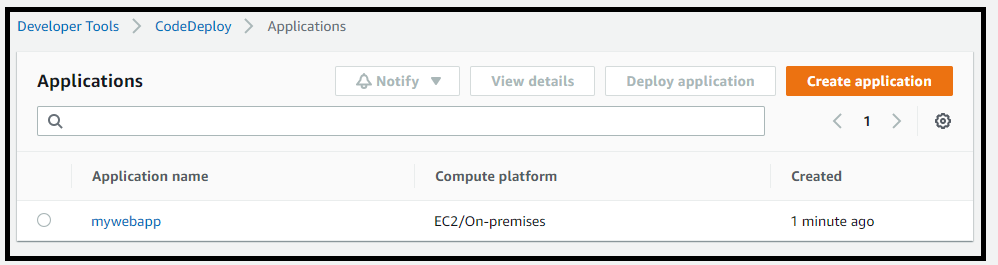 Developer Tools > CodeDeploy > Applications
Applications Notify View details Deploy application Create application
1
Application name Compute platform Created
mywebapp EC2/On-premises 1 minute ago